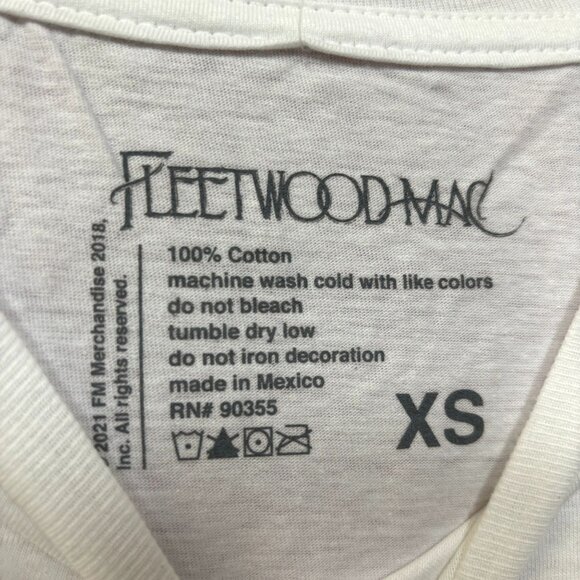 FLEETWOOD MAC
100% Cotton
machine wash cold with like colors
do not bleach
tumble dry low
do not iron decoration
made in Mexico
RN# 90355
XS
2021 FM Merchandise 2018,
Inc. All rights reserved.